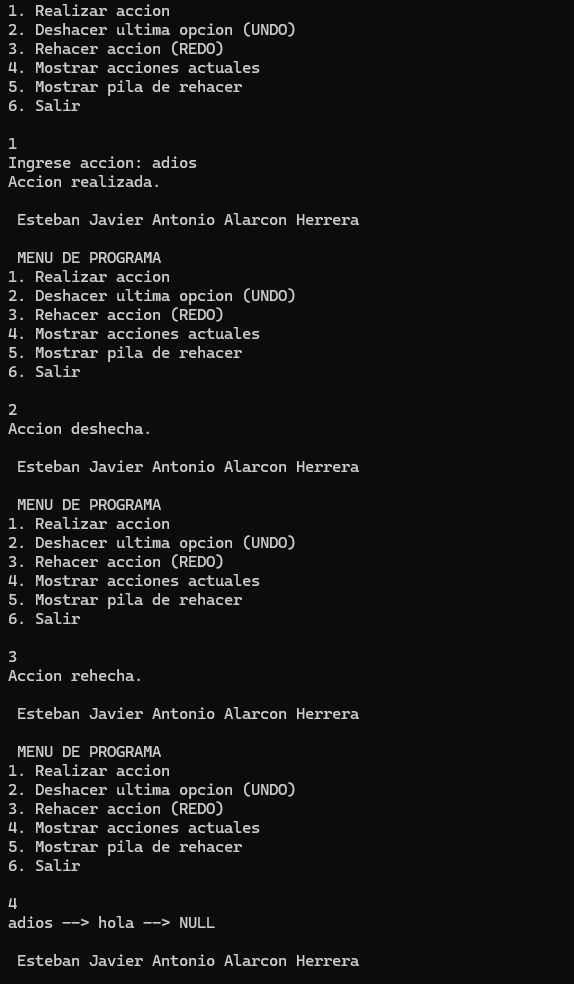 1. Realizar accion
2. Deshacer ultima opcion (UNDO)
3. Rehacer accion (REDO)
4. Mostrar acciones actuales
5. Mostrar pila de rehacer
6. Salir
1
Ingrese accion: adios
Accion realizada.
Esteban Javier Antonio Alarcon Herrera
MENU DE PROGRAMA
1. Realizar accion
2. Deshacer ultima opcion (UNDO)
3. Rehacer accion (REDO)
4. Mostrar acciones actuales
5. Mostrar pila de rehacer
6. Salir
2
Accion deshecha.
Esteban Javier Antonio Alarcon Herrera
MENU DE PROGRAMA
1. Realizar accion
2. Deshacer ultima opcion (UNDO)
3. Rehacer accion (REDO)
4. Mostrar acciones actuales
5. Mostrar pila de rehacer
6. Salir
3
Accion rehecha.
Esteban Javier Antonio Alarcon Herrera
MENU DE PROGRAMA
1. Realizar accion
2. Deshacer ultima opcion (UNDO)
3. Rehacer accion (REDO)
4. Mostrar acciones actuales
5. Mostrar pila de rehacer
6. Salir
4
adios --> hola --> NULL
Esteban Javier Antonio Alarcon Herrera